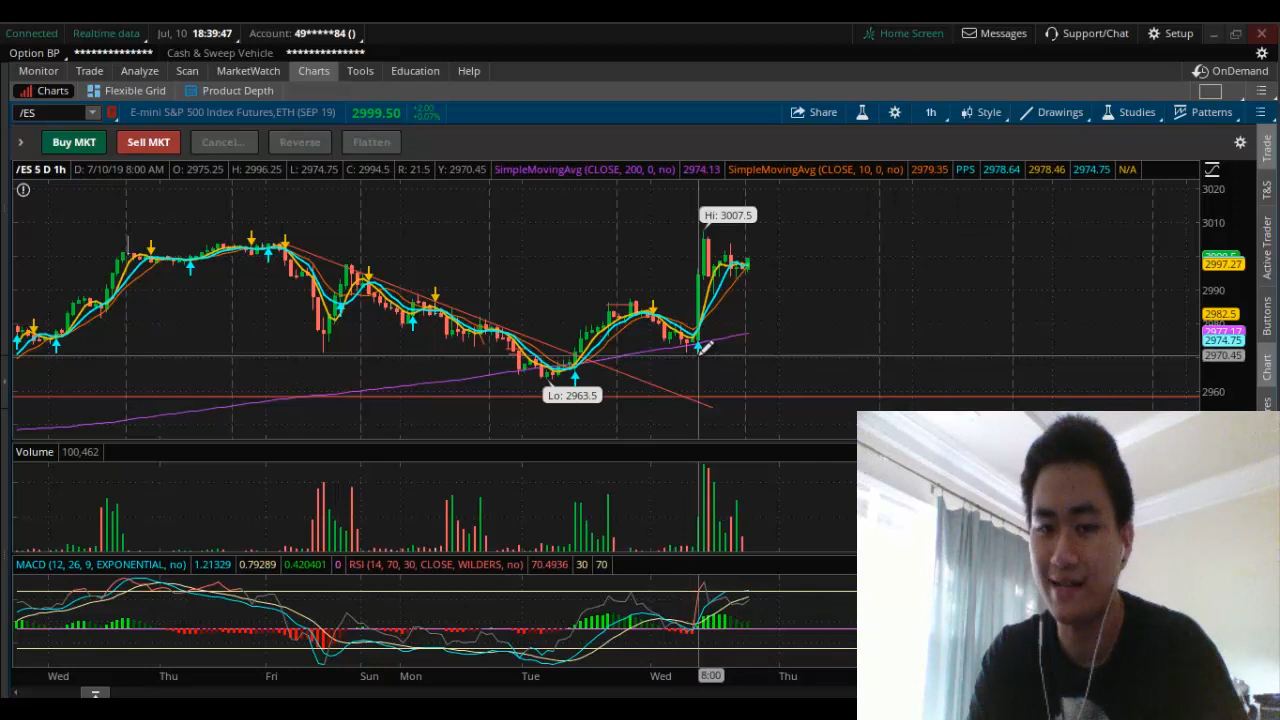 Connected Realtime data Jul, 10 18:39:47 Account: 49*****84 () Home Screen Messages Support/Chat Setup
Option BP ************** Cash & Sweep Vehicle **************
Monitor Trade Analyze Scan MarketWatch Charts Tools Education Help OnDemand
Charts Flexible Grid Product Depth
/ES E-mini S&P 500 Index Futures,ETH (SEP 19) 2999.50 +2.00 +0.07% Share 1h Style Drawings Studies Patterns
Buy MKT Sell MKT Cancel... Reverse Flatten
/ES 5 D 1h D: 7/10/19 8:00 AM O: 2975.25 H: 2996.25 L: 2974.75 C: 2994.5 R: 21.5 Y: 2970.45 SimpleMovingAvg (CLOSE, 200, 0, no) 2974.13 SimpleMovingAvg (CLOSE, 10, 0, no) 2979.35 PPS 2978.64 2978.46 2974.75 N/A
Trade
T&S
Active Trader
Buttons
Chart
3020
3010
Hi: 3007.5
2997.27
2990
2982.5
2977.17
2974.75
2970.45
2960
Lo: 2963.5
Volume 100,462
MACD (12, 26, 9, EXPONENTIAL, no) 1.21329 0.79289 0.420401 0 RSI (14, 70, 30, CLOSE, WILDERS, no) 70.4936 30 70
Wed Thu Fri Sun Mon Tue Wed 8:00 Thu